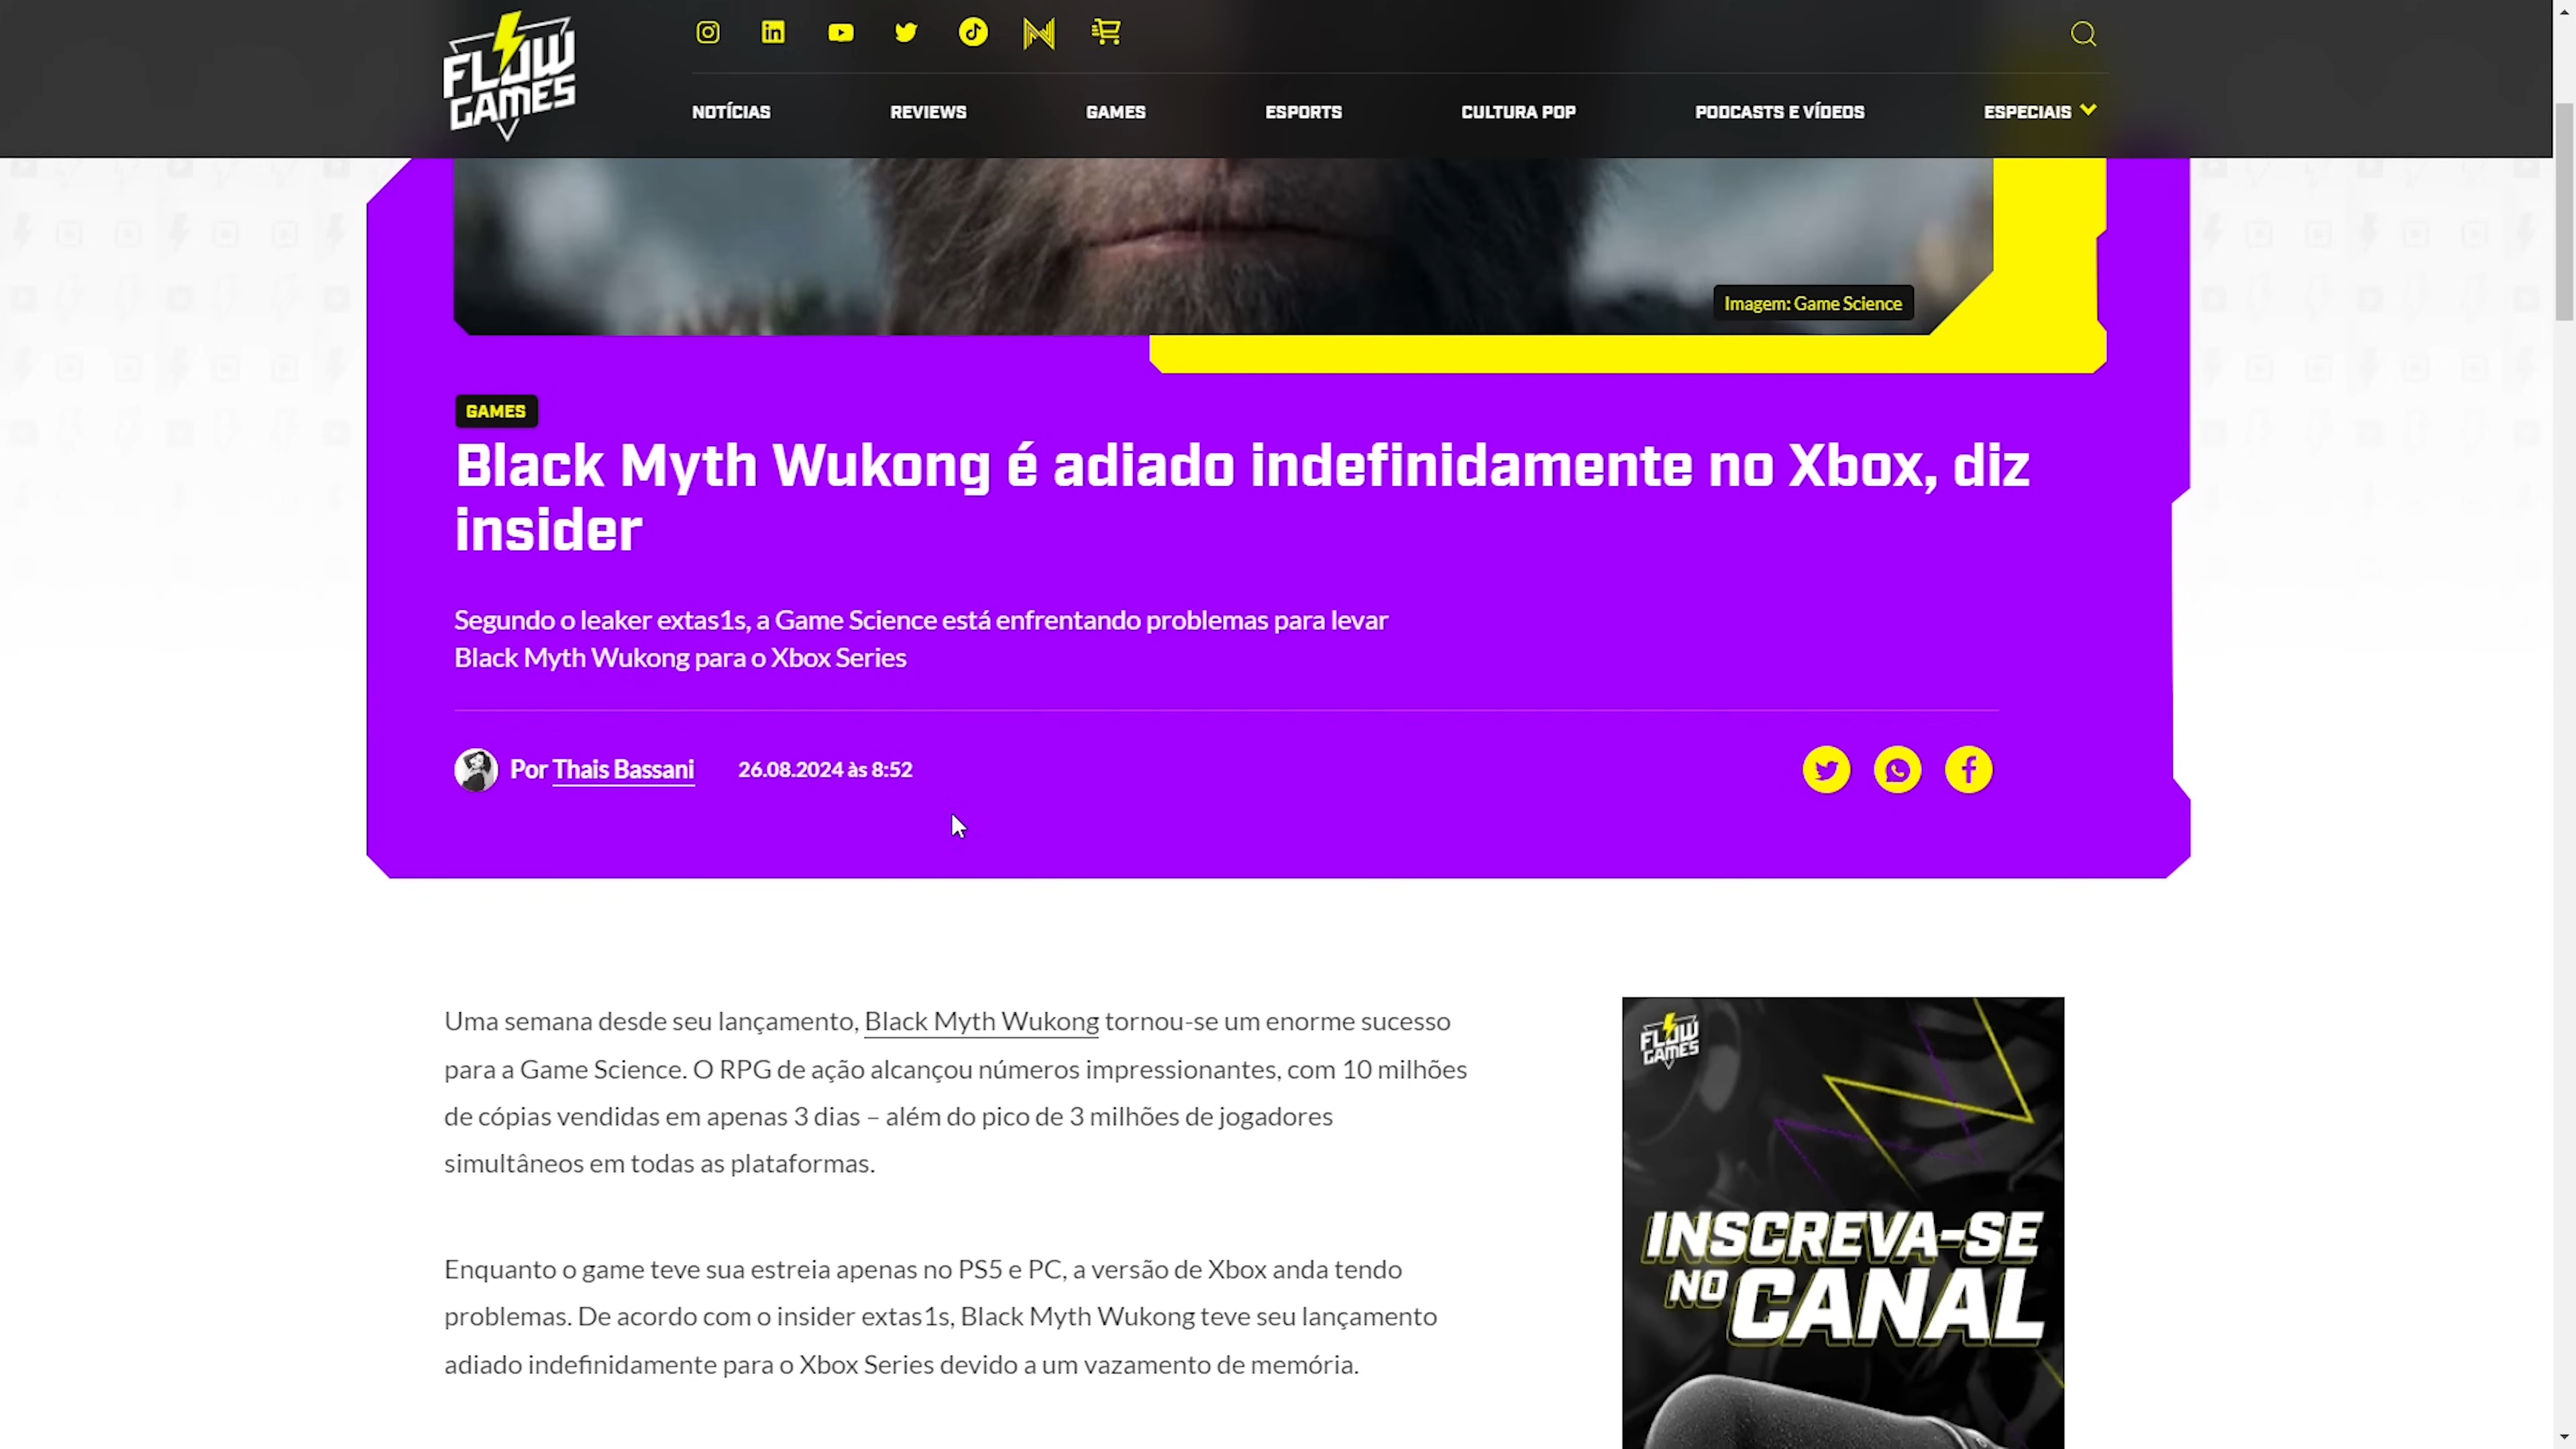 FLOW
GAMES
NOTÍCIAS
REVIEWS
GAMES
ESPORTS
CULTURA POP
PODCASTS E VÍDEOS
ESPECIAIS
Imagem: Game Science
GAMES
Black Myth Wukong é adiado indefinidamente no Xbox, diz
insider
Segundo o leaker extas1s, a Game Science está enfrentando problemas para levar
Black Myth Wukong para o Xbox Series
Por Thais Bassani
26.08.2024 às 8:52
Uma semana desde seu lançamento, Black Myth Wukong tornou-se um enorme sucesso
para a Game Science. O RPG de ação alcançou números impressionantes, com 10 milhões
de cópias vendidas em apenas 3 dias – além do pico de 3 milhões de jogadores
simultâneos em todas as plataformas.
Enquanto o game teve sua estreia apenas no PS5 e PC, a versão de Xbox anda tendo
problemas. De acordo com o insider extas1s, Black Myth Wukong teve seu lançamento
adiado indefinidamente para o Xbox Series devido a um vazamento de memória.
FLOW
GAMES
INSCREVA-SE
NO CANAL